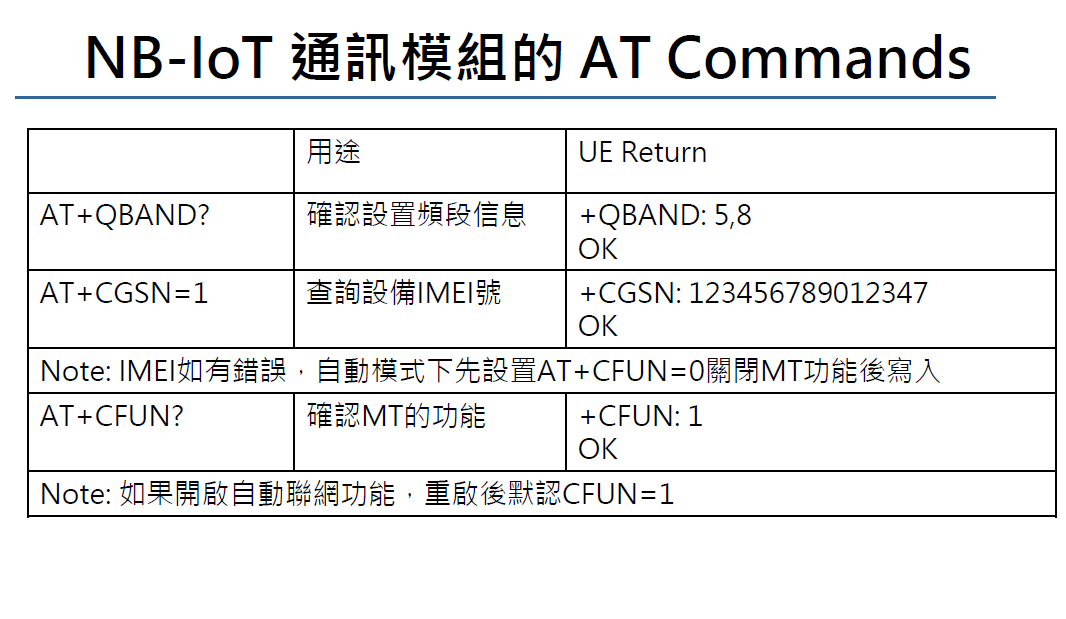 NB-IoT 通訊模組的 AT Commands
用途
UE Return
AT+QBAND?
確認設置頻段信息
+QBAND: 5,8
OK
AT+CGSN=1
查詢設備IMEI號
+CGSN: 123456789012347
OK
Note: IMEI如有錯誤，自動模式下先設置AT+CFUN=0關閉MT功能後寫入
AT+CFUN?
確認MT的功能
+CFUN: 1
OK
Note: 如果開啟自動聯網功能，重啟後默認CFUN=1